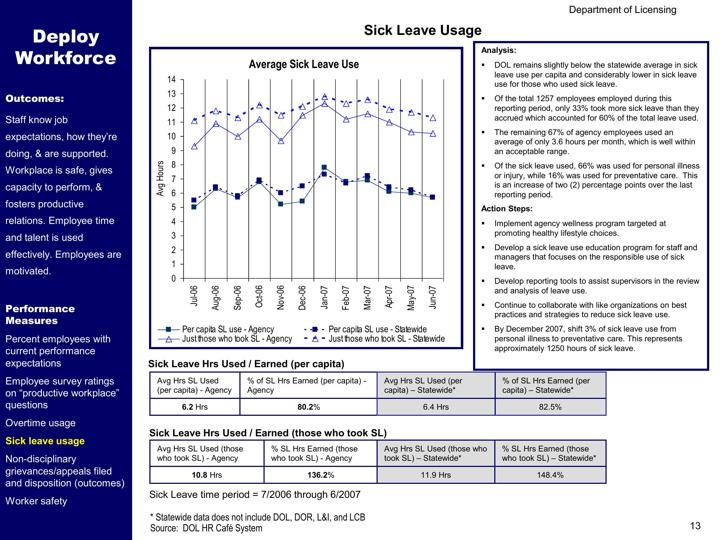 Department of Licensing
Deploy
Workforce
Outcomes:
Staff know job
expectations, how they're
doing, & are supported.
Workplace is safe, gives
capacity to perform, &
fosters productive
relations. Employee time
and talent is used
effectively. Employees are
motivated.
Performance
Measures
Percent employees with
current performance
expectations
Employee survey ratings
on "productive workplace"
questions
Overtime usage
Sick leave usage
Non-disciplinary
grievances/appeals filed
and disposition (outcomes)
Worker safety
Sick Leave Usage
Average Sick Leave Use
Avg Hours
14
13
12
11
10
9
8
7
6
5
4
3
2
1
0
Jul-06 Aug-06 Sep-06 Oct-06 Nov-06 Dec-06 Jan-07 Feb-07 Mar-07 Apr-07 May-07 Jun-07
Per capita SL use - Agency Per capita SL use - Statewide
Just those who took SL - Agency Just those who took SL - Statewide
Analysis:
▪ DOL remains slightly below the statewide average in sick
leave use per capita and considerably lower in sick leave
use for those who used sick leave.
▪ Of the total 1257 employees employed during this
reporting period, only 33% took more sick leave than they
accrued which accounted for 60% of the total leave used.
▪ The remaining 67% of agency employees used an
average of only 3.6 hours per month, which is well within
an acceptable range.
▪ Of the sick leave used, 66% was used for personal illness
or injury, while 16% was used for preventative care. This
is an increase of two (2) percentage points over the last
reporting period.
Action Steps:
▪ Implement agency wellness program targeted at
promoting healthy lifestyle choices.
▪ Develop a sick leave use education program for staff and
managers that focuses on the responsible use of sick
leave.
▪ Develop reporting tools to assist supervisors in the review
and analysis of leave use.
▪ Continue to collaborate with like organizations on best
practices and strategies to reduce sick leave use.
▪ By December 2007, shift 3% of sick leave use from
personal illness to preventative care. This represents
approximately 1250 hours of sick leave.
Sick Leave Hrs Used / Earned (per capita)
Avg Hrs SL Used % of SL Hrs Earned (per capita) - Avg Hrs SL Used (per % of SL Hrs Earned (per
(per capita) - Agency Agency capita) – Statewide* capita) – Statewide*
6.2 Hrs 80.2% 6.4 Hrs 82.5%
Sick Leave Hrs Used / Earned (those who took SL)
Avg Hrs SL Used (those % SL Hrs Earned (those Avg Hrs SL Used (those who % SL Hrs Earned (those
who took SL) - Agency who took SL) - Agency took SL) – Statewide* who took SL) – Statewide*
10.8 Hrs 136.2% 11.9 Hrs 148.4%
Sick Leave time period = 7/2006 through 6/2007
* Statewide data does not include DOL, DOR, L&I, and LCB
Source: DOL HR Café System
13